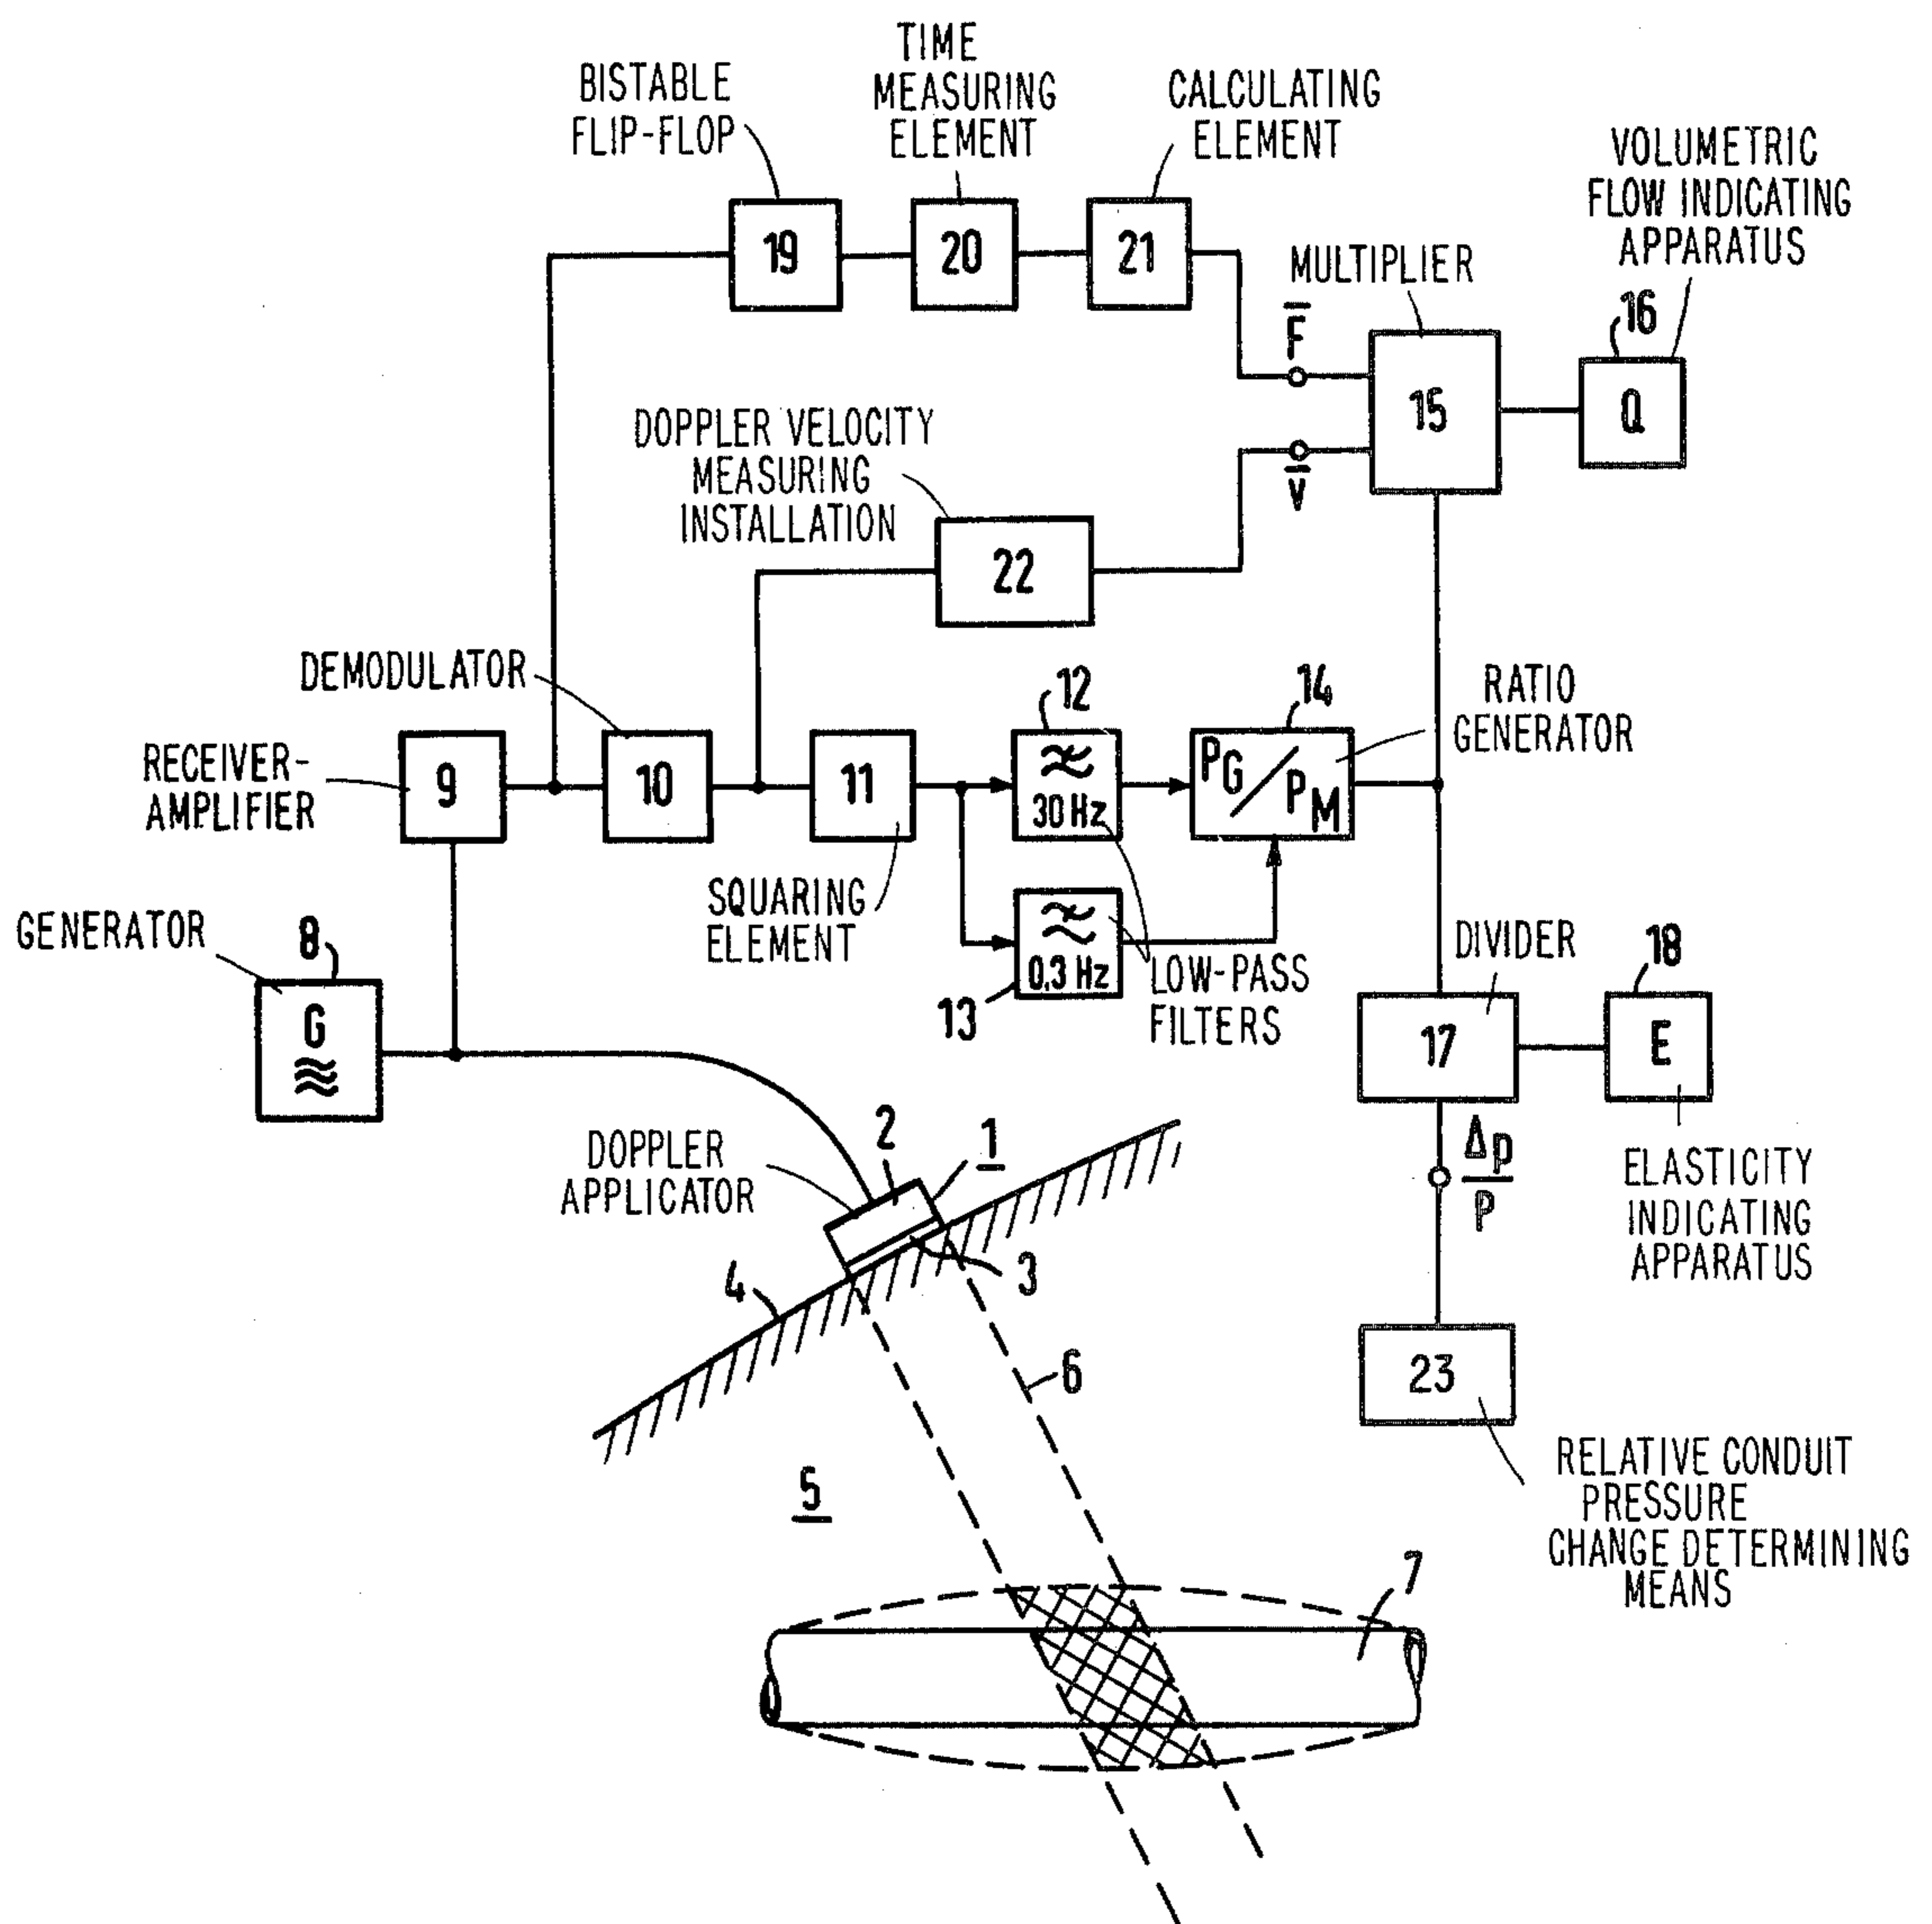 TIME
MEASURING
ELEMENT
BISTABLE
FLIP-FLOP
CALCULATING
ELEMENT
VOLUMETRIC
FLOW INDICATING
APPARATUS
19
20
21
MULTIPLIER
16
F̅
15
Q
DOPPLER VELOCITY
MEASURING
INSTALLATION
V̅
22
DEMODULATOR
12
14
RATIO
GENERATOR
RECEIVER-
AMPLIFIER
9
10
11
30 Hz
PG/PM
SQUARING
ELEMENT
GENERATOR
8
G
13
0.3 Hz
LOW-PASS
FILTERS
DIVIDER
18
17
E
DOPPLER
APPLICATOR
2
1
Δp
P
ELASTICITY
INDICATING
APPARATUS
3
4
6
23
5
RELATIVE CONDUIT
PRESSURE
CHANGE DETERMINING
MEANS
7